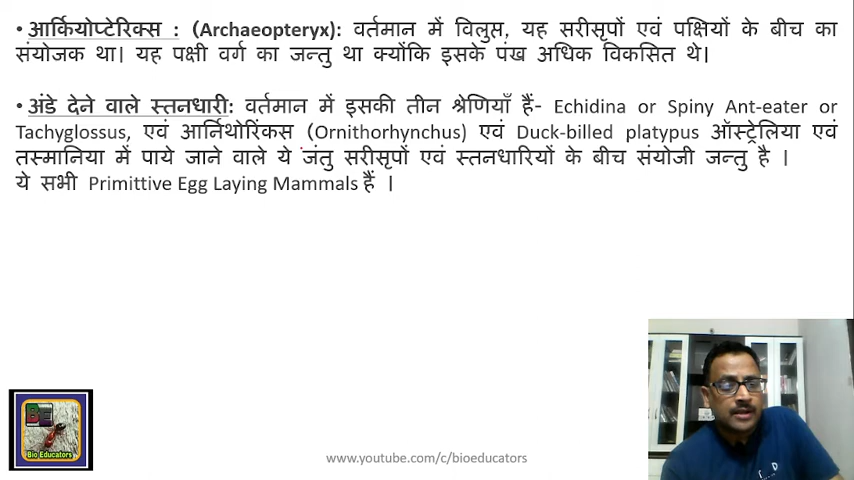 • आर्कियोप्टेरिक्स : (Archaeopteryx): वर्तमान में विलुप्त, यह सरीसृपों एवं पक्षियों के बीच का
संयोजक था। यह पक्षी वर्ग का जन्तु था क्योंकि इसके पंख अधिक विकसित थे।
• अंडे देने वाले स्तनधारी: वर्तमान में इसकी तीन श्रेणियाँ हैं- Echidina or Spiny Ant-eater or
Tachyglossus, एवं आर्निथोरिंकस (Ornithorhynchus) एवं Duck-billed platypus ऑस्ट्रेलिया एवं
तस्मानिया में पाये जाने वाले ये जंतु सरीसृपों एवं स्तनधारियों के बीच संयोजी जन्तु है |
ये सभी Primittive Egg Laying Mammals हैं |
BE
Bio Educators
www.youtube.com/c/bioeducators